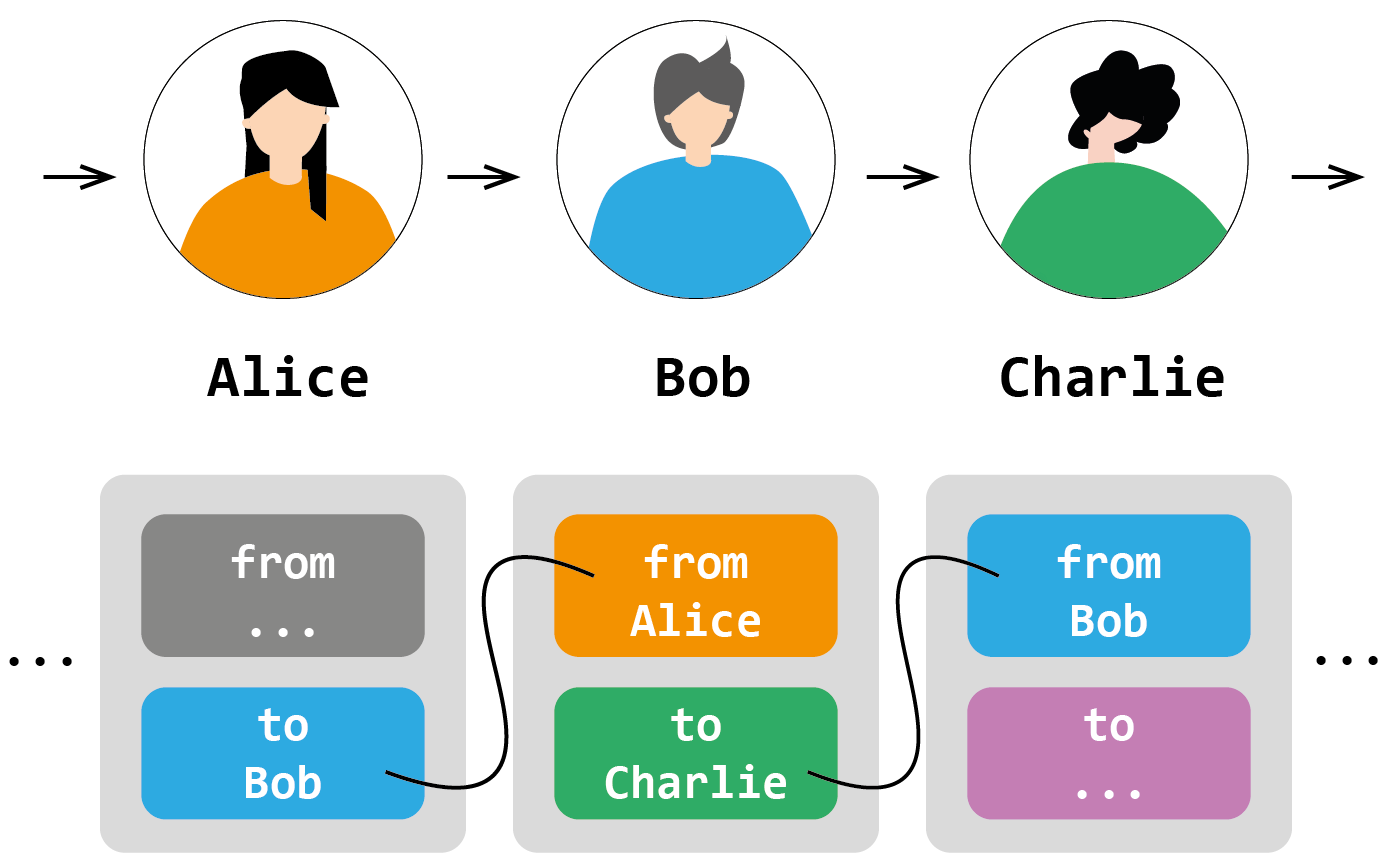 Alice
Bob
Charlie
from
...
from
Alice
from
Bob
...
...
to
Bob
to
Charlie
to
...